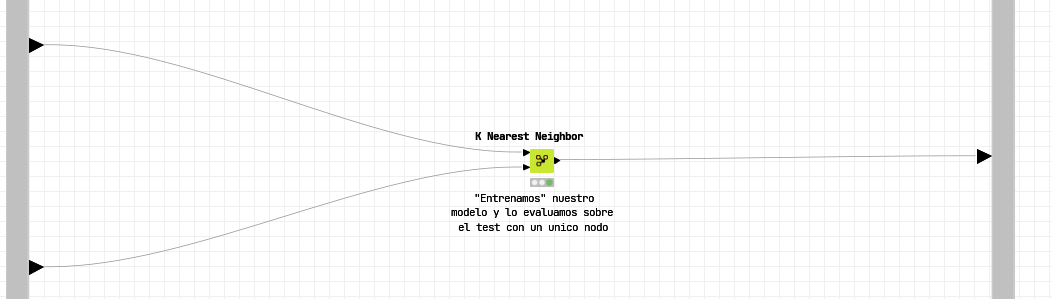 K Nearest Neighbor
"Entrenamos" nuestro
modelo y lo evaluamos sobre
el test con un unico nodo